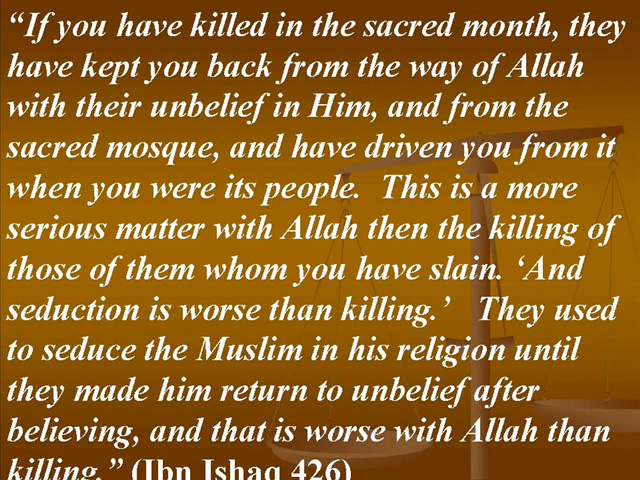 “If you have killed in the sacred month, they
have kept you back from the way of Allah
with their unbelief in Him, and from the
sacred mosque, and have driven you from it
when you were its people.  This is a more
serious matter with Allah then the killing of
those of them whom you have slain. ‘And
seduction is worse than killing.’   They used
to seduce the Muslim in his religion until
they made him return to unbelief after
believing, and that is worse with Allah than
killing.” (Ibn Ishaq 426)